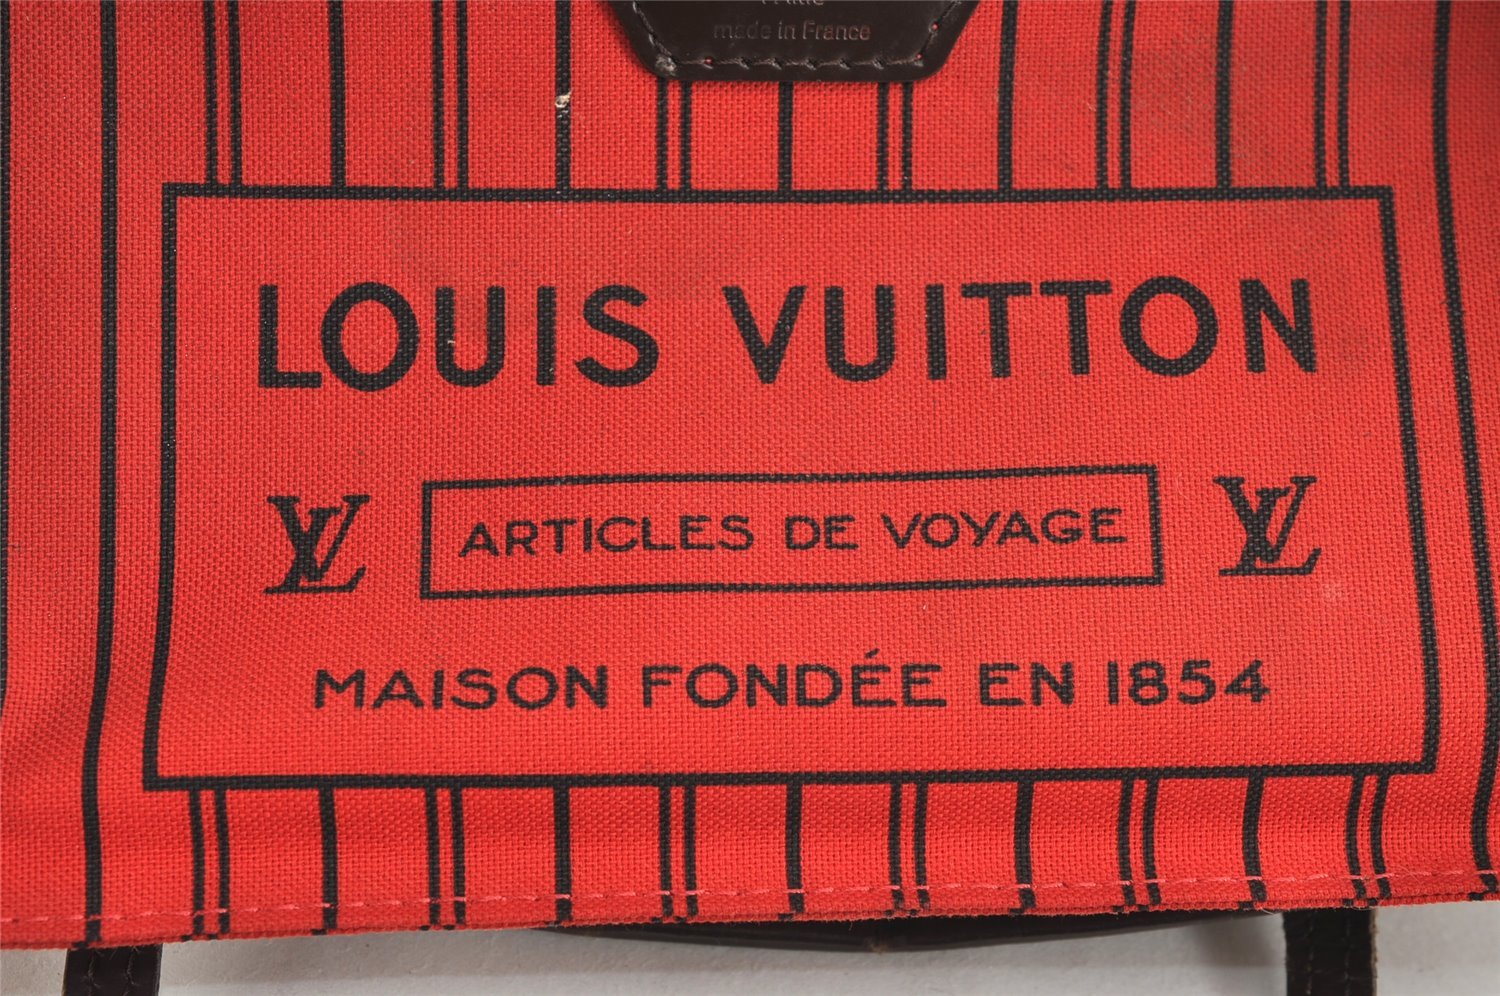 made in France
LOUIS VUITTON
LV ARTICLES DE VOYAGE LV
MAISON FONDÉE EN 1854